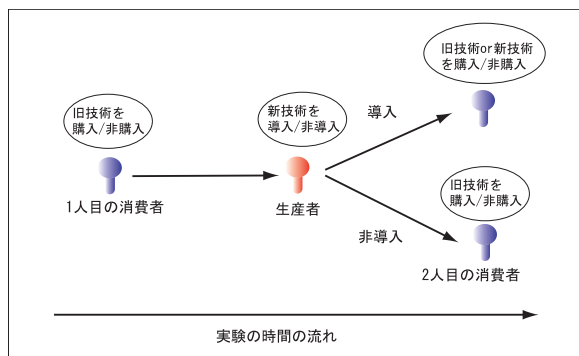 旧技術を
購入/非購入
1人目の消費者
新技術を
導入/非導入
生産者
導入
非導入
旧技術or新技術
を購入/非購入
旧技術を
購入/非購入
2人目の消費者
実験の時間の流れ